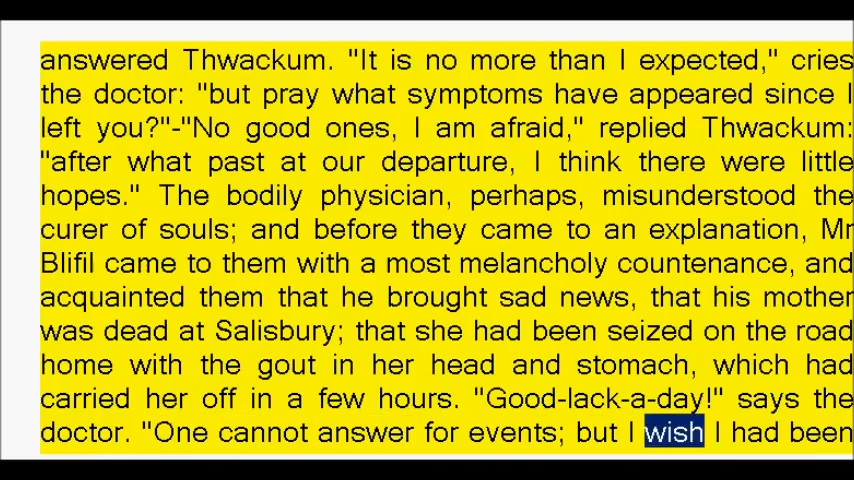 answered Thwackum. "It is no more than I expected," cries
the doctor: "but pray what symptoms have appeared since I
left you?"-"No good ones, I am afraid," replied Thwackum:
"after what past at our departure, I think there were little
hopes." The bodily physician, perhaps, misunderstood the
curer of souls; and before they came to an explanation, Mr
Blifil came to them with a most melancholy countenance, and
acquainted them that he brought sad news, that his mother
was dead at Salisbury; that she had been seized on the road
home with the gout in her head and stomach, which had
carried her off in a few hours. "Good-lack-a-day!" says the
doctor. "One cannot answer for events; but I wish I had been